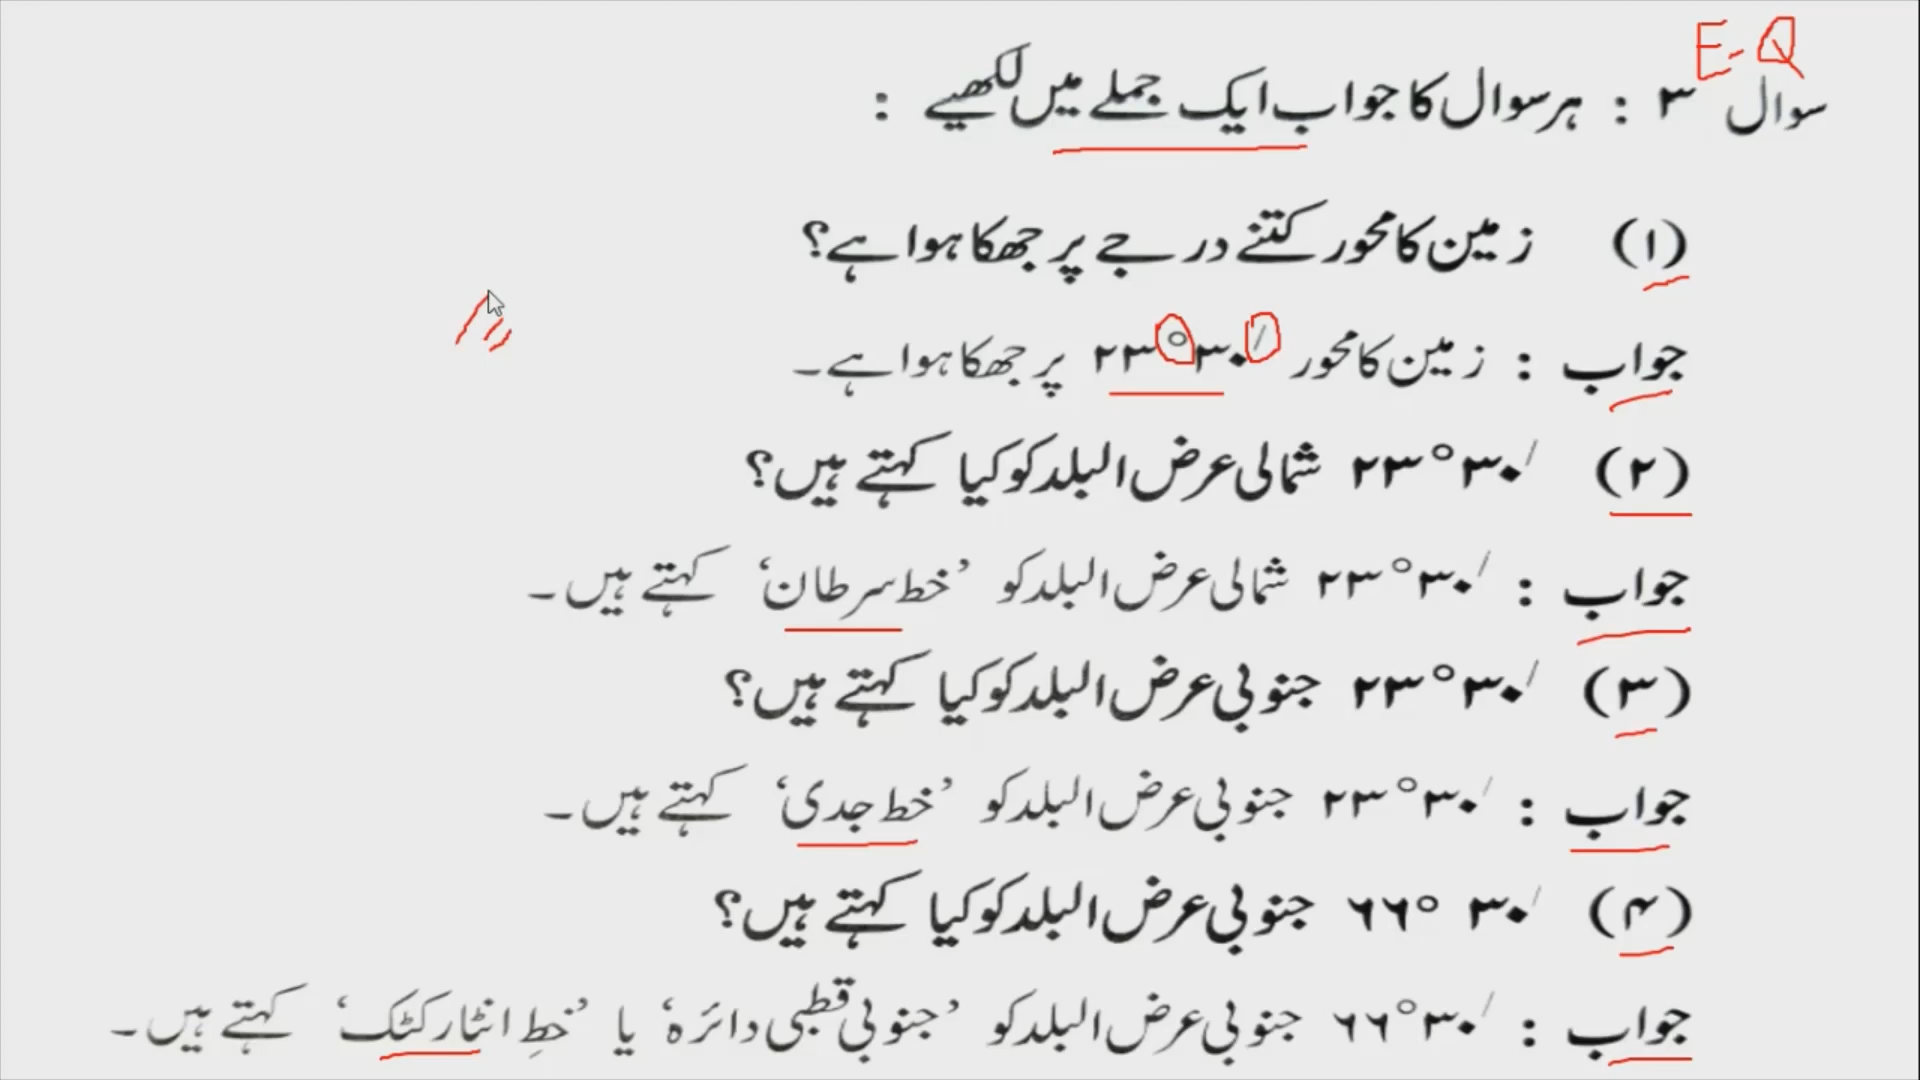 E-Q
سوال ۳ : ہر سوال کا جواب ایک جملے میں لکھیے :
(۱) زمین کا محور کتنے درجے پر جھکا ہوا ہے؟
جواب : زمین کا محور ۲۳°۳۰′ پر جھکا ہوا ہے۔
(۲) ۲۳°۳۰′ شمالی عرض البلد کو کیا کہتے ہیں؟
جواب : ۲۳°۳۰′ شمالی عرض البلد کو ’خط سرطان‘ کہتے ہیں۔
(۳) ۲۳°۳۰′ جنوبی عرض البلد کو کیا کہتے ہیں؟
جواب : ۲۳°۳۰′ جنوبی عرض البلد کو ’خط جدی‘ کہتے ہیں۔
(۴) ۶۶° ۳۰′ جنوبی عرض البلد کو کیا کہتے ہیں؟
جواب : ۶۶°۳۰′ جنوبی عرض البلد کو ’جنوبی قطبی دائرہ‘ یا ’خطِ انٹارکٹک‘ کہتے ہیں۔